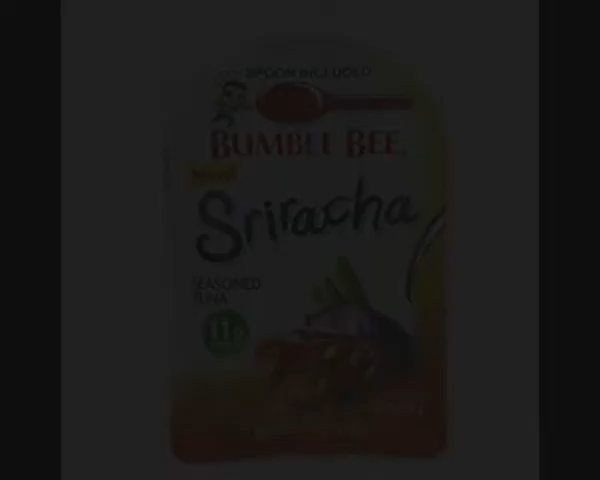 SPOON INCLUDED
BUMBLE BEE
Sriracha
SEASONED
TUNA
11g